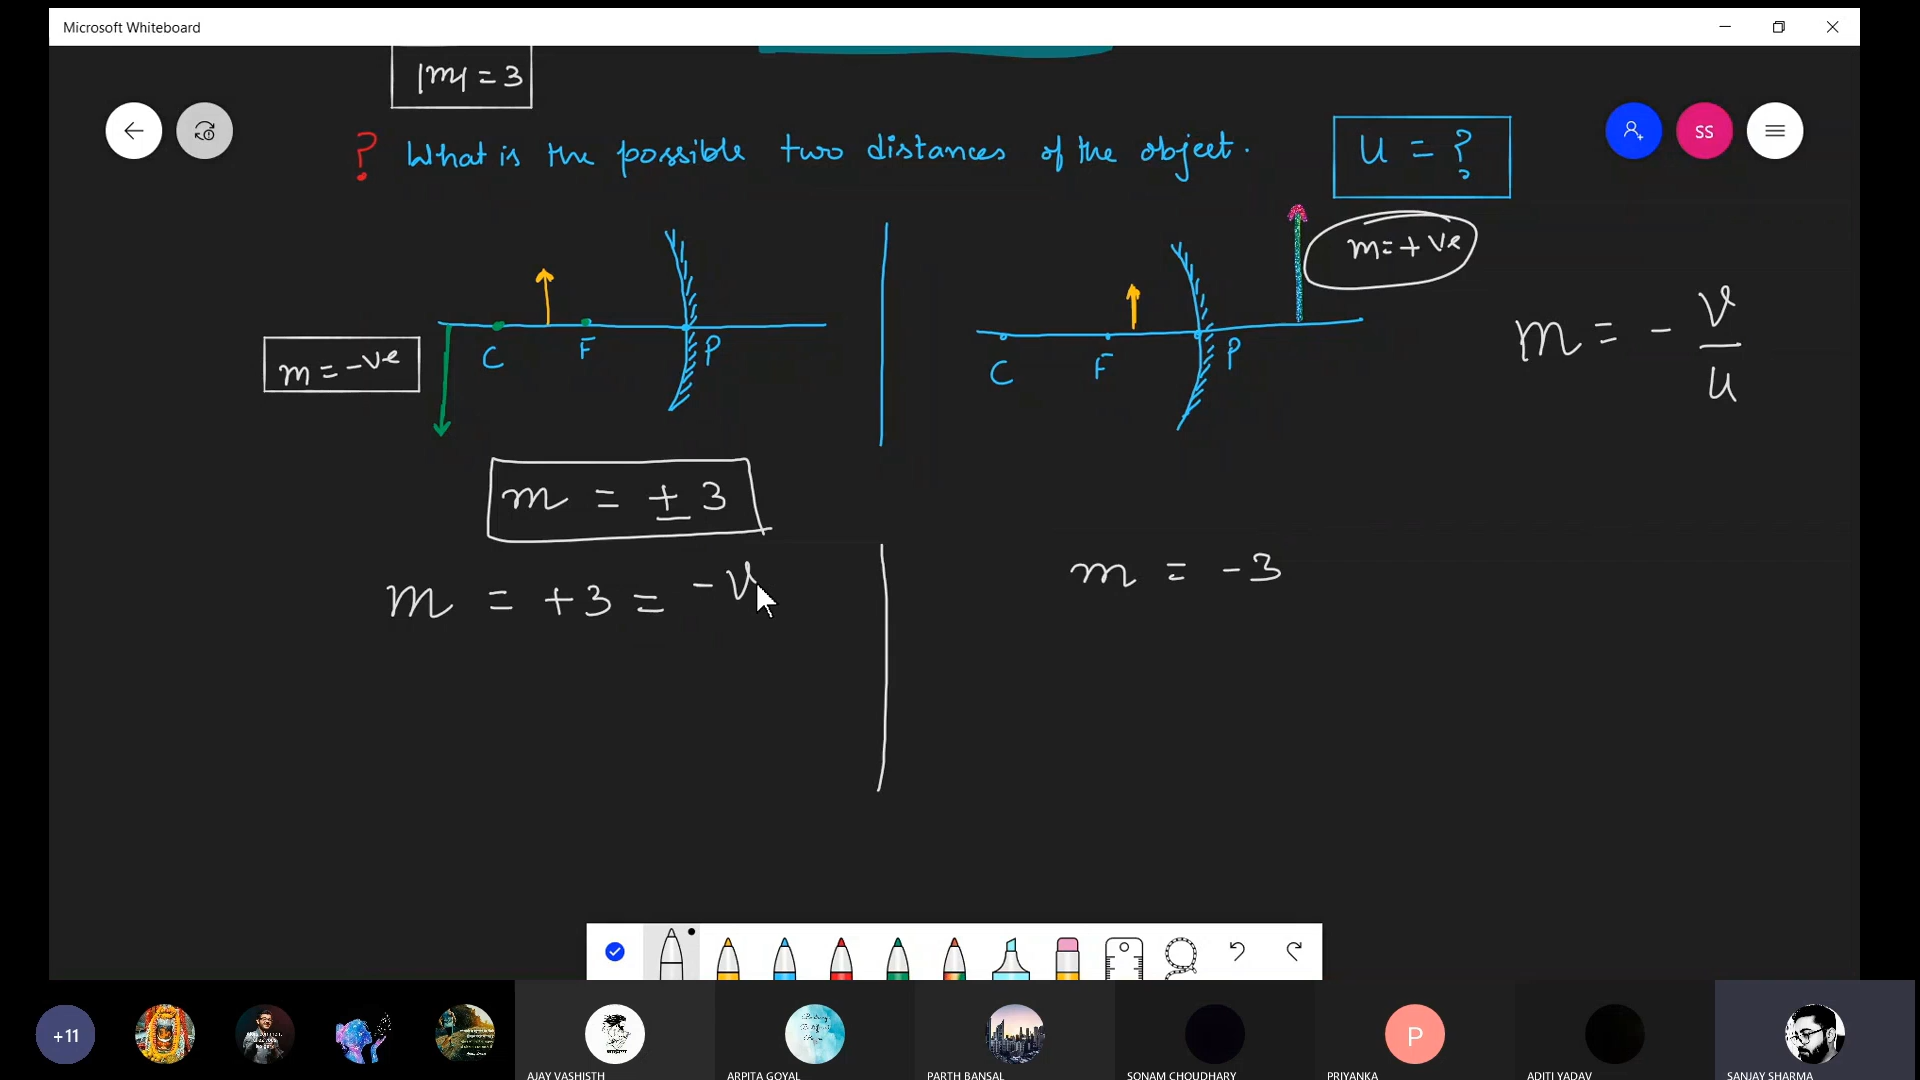 Microsoft Whiteboard
|m| = 3
? What is the possible two distances of the object. u = ?
SS
m = + ve
C F P
C F P
m = -ve
m = - v/u
m = ± 3
m = +3 = -v
m = -3
+11
P
AJAY VASHISTH ARPITA GOYAL PARTH BANSAL SONAM CHOUDHARY PRIYANKA ADITI YADAV SANJAY SHARMA